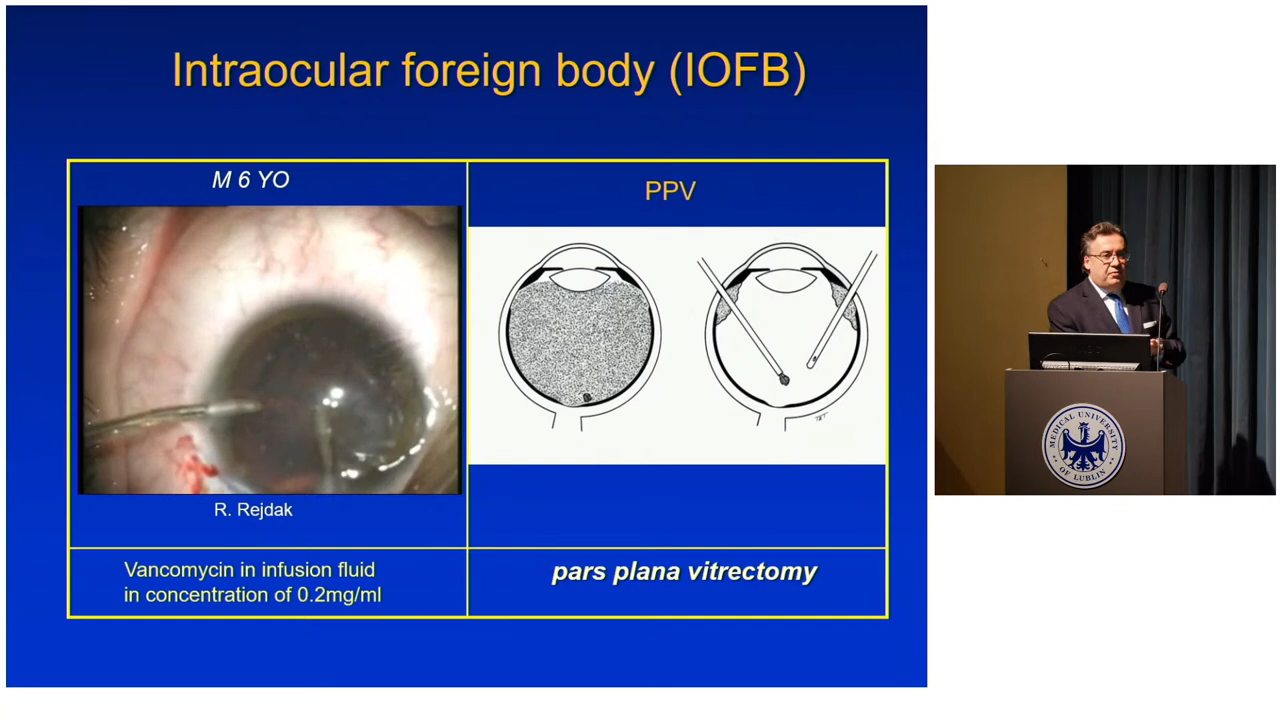 Intraocular foreign body (IOFB)
M 6 YO
PPV
R. Rejdak
Vancomycin in infusion fluid
in concentration of 0.2mg/ml
pars plana vitrectomy
MEDICAL UNIVERSITY
OF LUBLIN